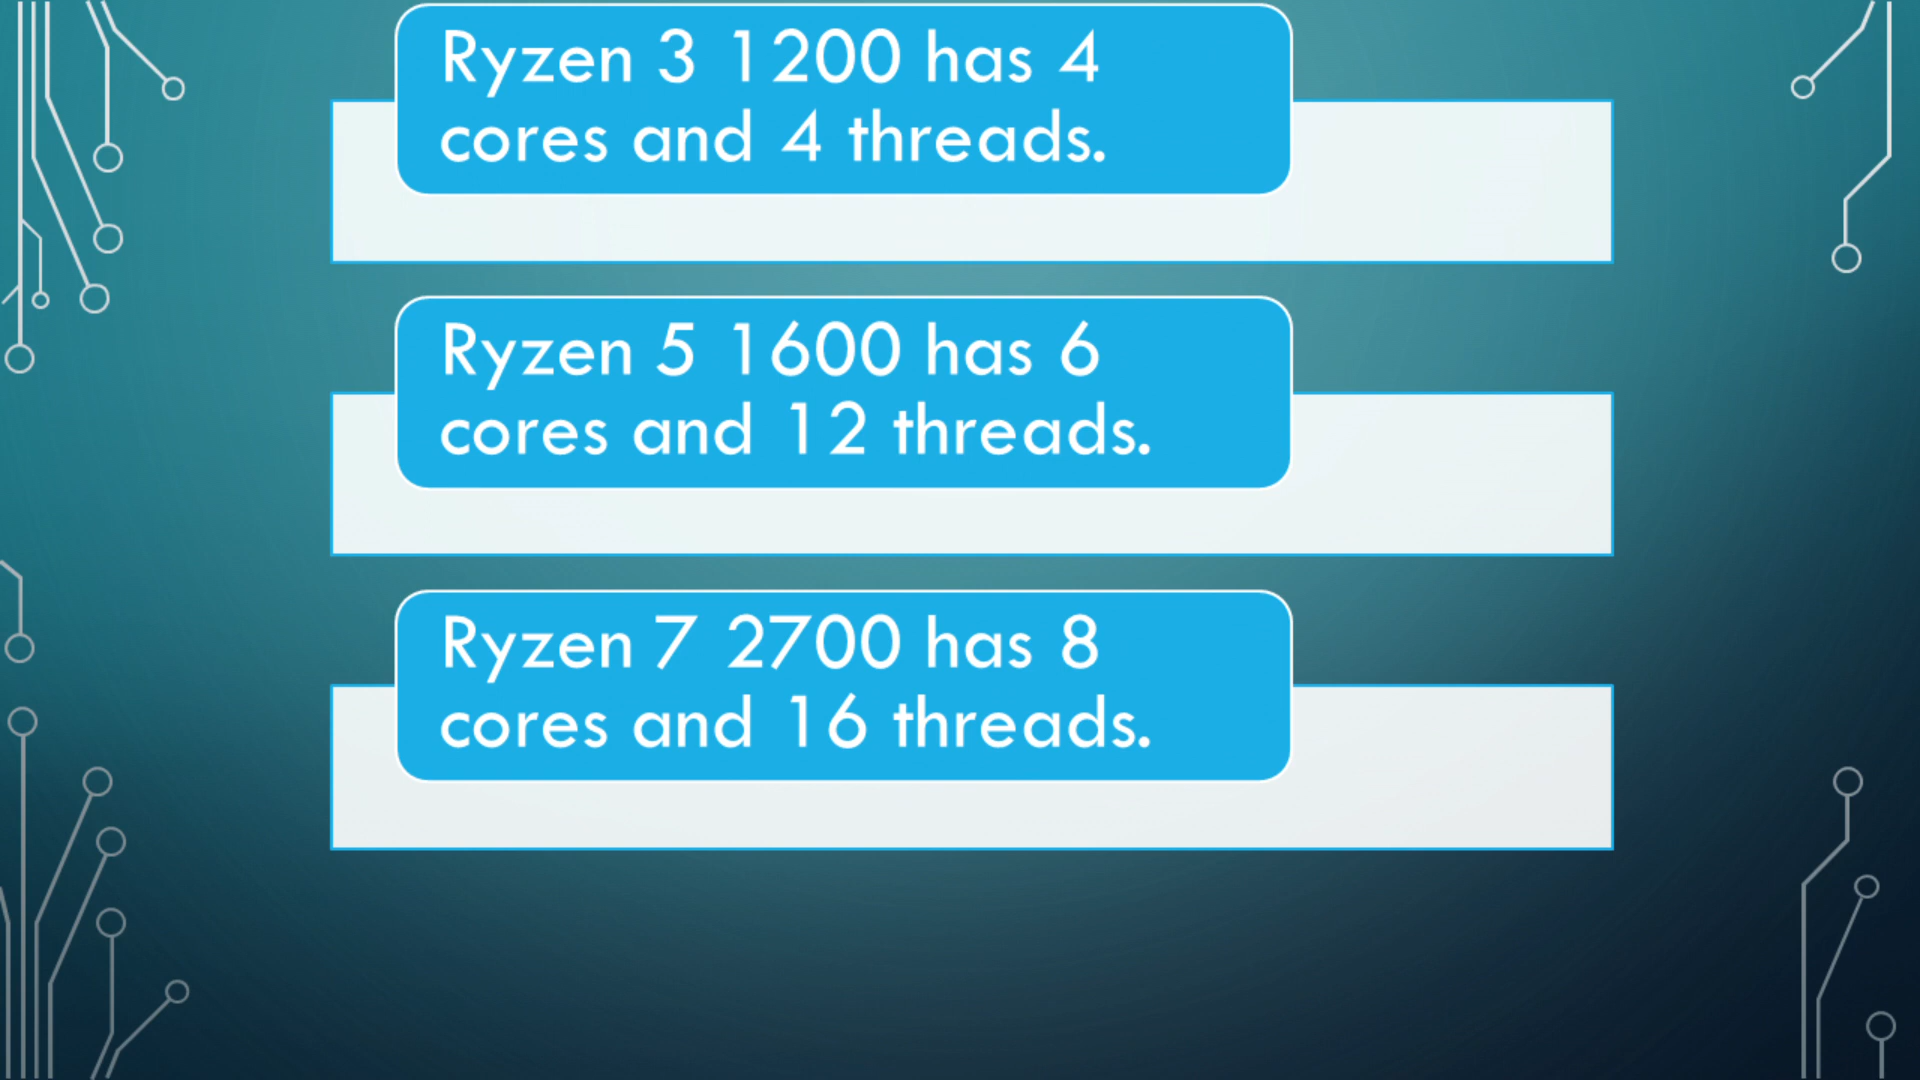 Ryzen 3 1200 has 4
cores and 4 threads.
Ryzen 5 1600 has 6
cores and 12 threads.
Ryzen 7 2700 has 8
cores and 16 threads.